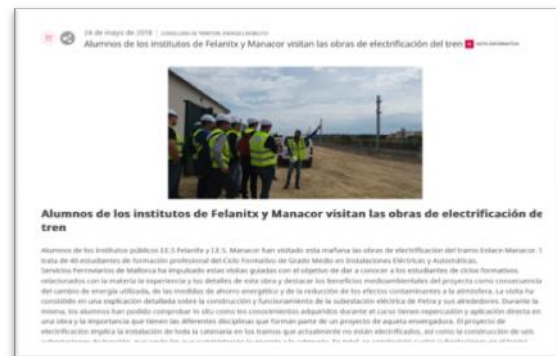 24 de mayo de 2018 | CONSELLERIA DE TERRITORI, ENERGIA I MOBILITAT
Alumnos de los institutos de Felanitx y Manacor visitan las obras de electrificación del tren NOTA INFORMATIVA
Alumnos de los institutos de Felanitx y Manacor visitan las obras de electrificación de
tren
Alumnos de los institutos públicos I.E.S Felanitx y I.E.S. Manacor han visitado esta mañana las obras de electrificación del tramo Enlace-Manacor.
trata de 40 estudiantes de formación profesional del Ciclo Formativo de Grado Medio en Instalaciones Eléctricas y Automáticas.
Servicios Ferroviarios de Mallorca ha impulsado estas visitas guiadas con el objetivo de dar a conocer a los estudiantes de ciclos formativos
relacionados con la materia la experiencia y los detalles de esta obra y destacar los beneficios medioambientales del proyecto como consecuencia
del cambio de energía utilizada, de las medidas de ahorro energético y de la reducción de los efectos contaminantes a la atmósfera. La visita ha
consistido en una explicación detallada sobre la construcción y funcionamiento de la subestación eléctrica de Petra y sus alrededores. Durante la
misma, los alumnos han podido comprobar in situ como los conocimientos adquiridos durante el curso tienen repercusión y aplicación directa en
una obra y la importancia que tienen las diferentes disciplinas que forman parte de un proyecto de aquesta envergadura. El proyecto de
electrificación implica la instalación de toda la catenaria en los tramos que actualmente no están electrificados, así como la construcción de seis